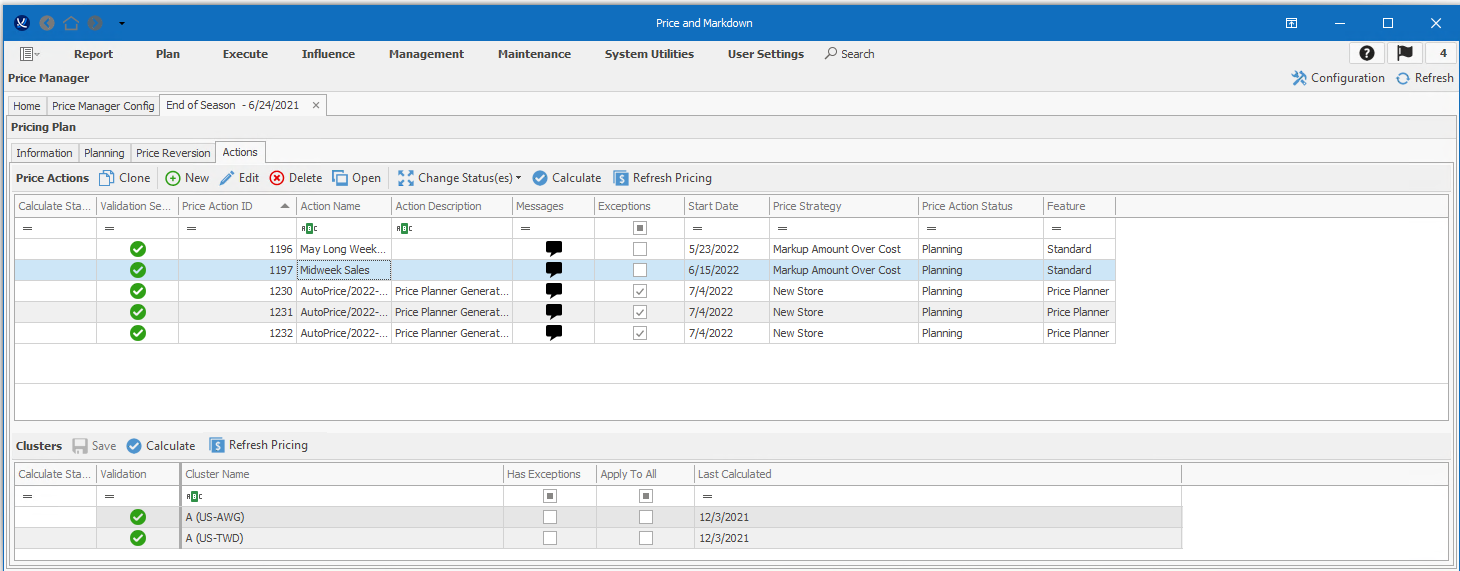 Price and Markdown
Report Plan Execute Influence Management Maintenance System Utilities User Settings Search ? 4
Price Manager Configuration Refresh
Home Price Manager Config End of Season - 6/24/2021 ×
Pricing Plan
Information Planning Price Reversion Actions
Price Actions Clone New Edit Delete Open Change Status(es) Calculate Refresh Pricing
Calculate Sta... Validation Se... Price Action ID Action Name Action Description Messages Exceptions Start Date Price Strategy Price Action Status Feature
= = = ABC ABC = = = = =
1196 May Long Week... 5/23/2022 Markup Amount Over Cost Planning Standard
1197 Midweek Sales 6/15/2022 Markup Amount Over Cost Planning Standard
1230 AutoPrice/2022-... Price Planner Generat... 7/4/2022 New Store Planning Price Planner
1231 AutoPrice/2022-... Price Planner Generat... 7/4/2022 New Store Planning Price Planner
1232 AutoPrice/2022-... Price Planner Generat... 7/4/2022 New Store Planning Price Planner
Clusters Save Calculate $ Refresh Pricing
Calculate Sta... Validation Cluster Name Has Exceptions Apply To All Last Calculated
= = ABC =
A (US-AWG) 12/3/2021
A (US-TWD) 12/3/2021